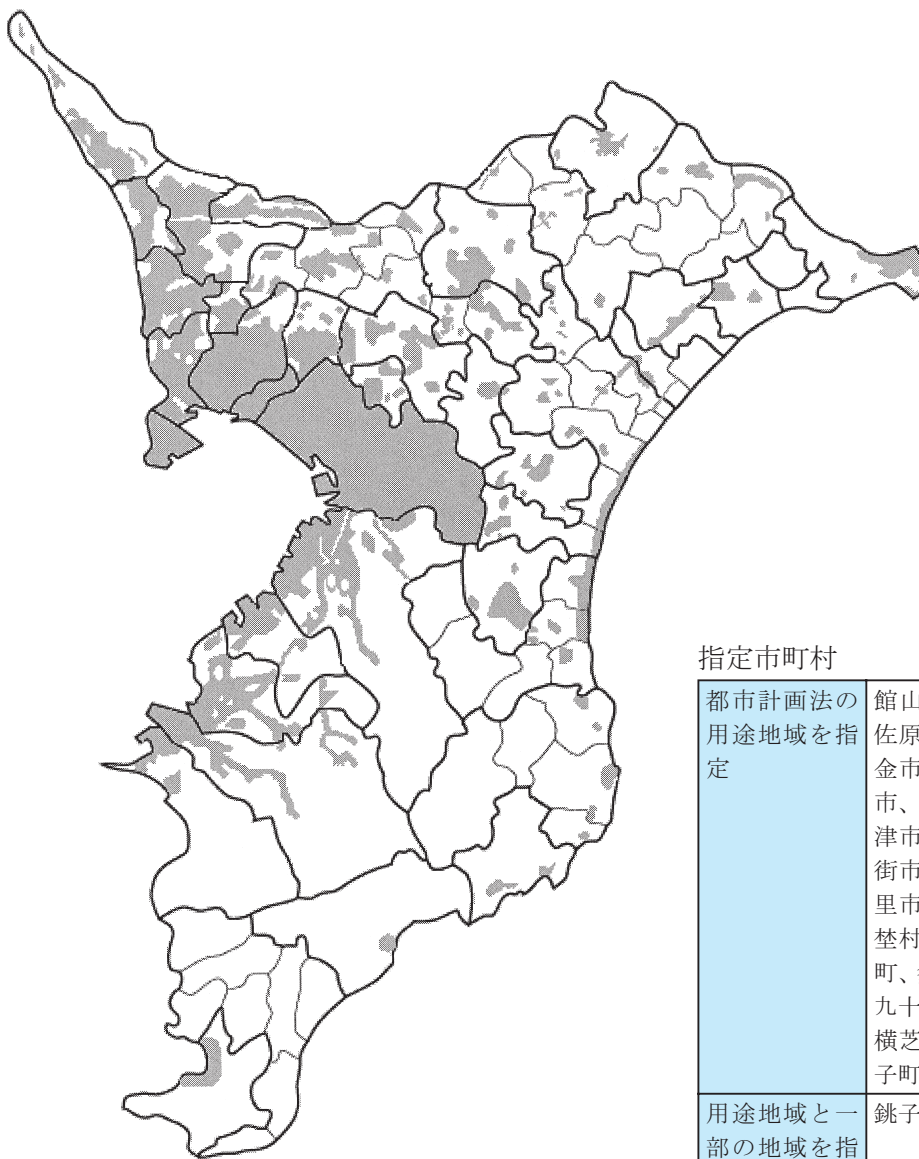 指定市町村
都市計画法の
用途地域を指
定
館山
佐原
金市
市、
津市
街市
里市
埜村
町、
九十
横芝
子町
用途地域と一
部の地域を指
銚子